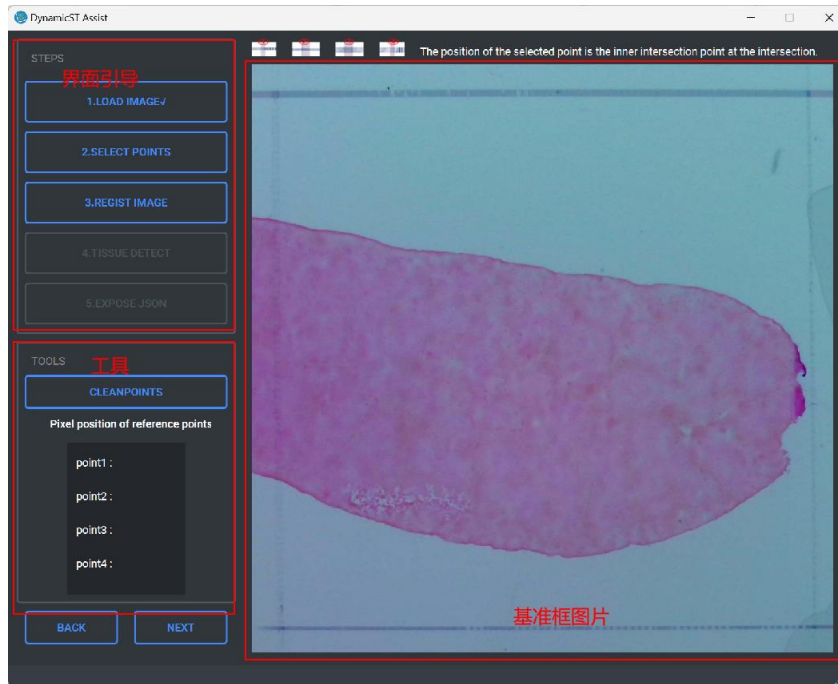 DynamicST Assist
The position of the selected point is the inner intersection point at the intersection.
STEPS
界面引导
1.LOAD IMAGE√
2.SELECT POINTS
3.REGIST IMAGE
4.TISSUE DETECT
5.EXPOSE JSON
TOOLS
工具
CLEANPOINTS
Pixel position of reference points
point1 :
point2 :
point3 :
point4 :
BACK
NEXT
基准框图片